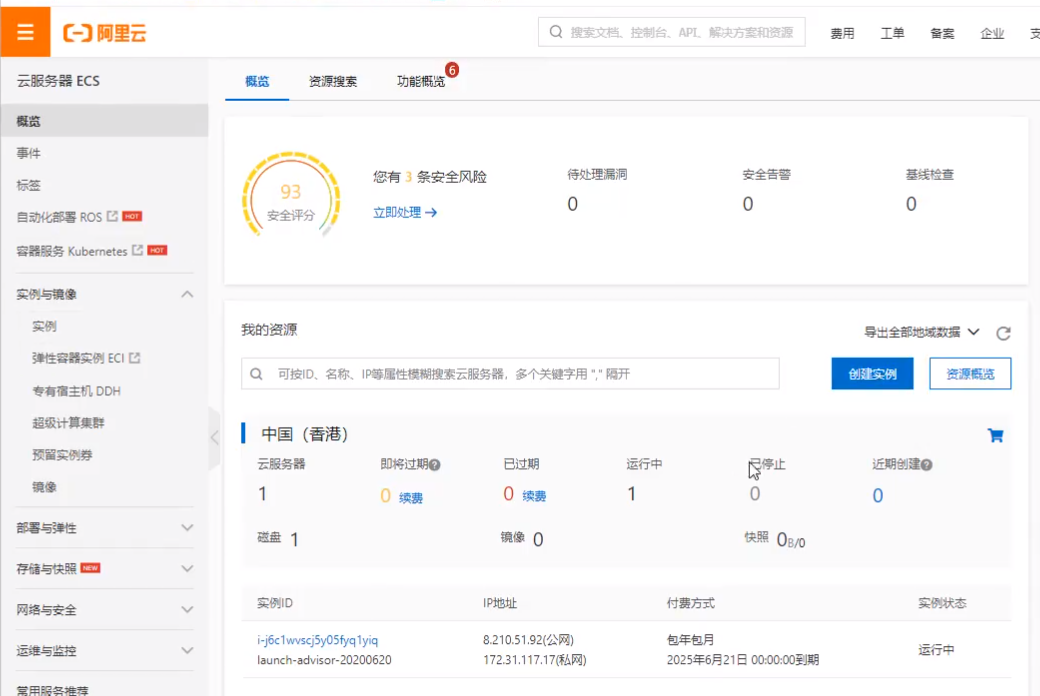 阿里云
搜索文档、控制台、API、解决方案和资源
费用 工单 备案 企业 支
云服务器 ECS
概览
事件
标签
自动化部署 ROS HOT
容器服务 Kubernetes HOT
实例与镜像
实例
弹性容器实例 ECI
专有宿主机 DDH
超级计算集群
预留实例券
镜像
部署与弹性
存储与快照 NEW
网络与安全
运维与监控
常用服务推荐
概览 资源搜索 功能概览 6
93
安全评分
您有 3 条安全风险
立即处理
待处理漏洞 安全告警 基线检查
0 0 0
我的资源
导出全部地域数据
可按ID、名称、IP等属性模糊搜索云服务器，多个关键字用 "," 隔开
创建实例 资源概览
中国（香港）
云服务器 即将过期 已过期 运行中 已停止 近期创建
1 0 续费 0 续费 1 0 0
磁盘 1 镜像 0 快照 0B/0
实例ID IP地址 付费方式 实例状态
i-j6c1wvscj5y05fyq1yiq 8.210.51.92(公网) 包年包月 运行中
launch-advisor-20200620 172.31.117.17(私网) 2025年6月21日 00:00:00到期